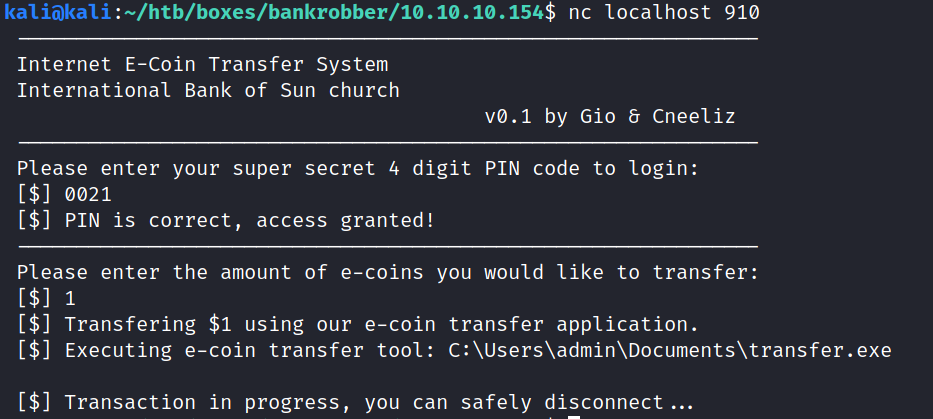 kali@kali:~/htb/boxes/bankrobber/10.10.10.154$ nc localhost 910
Internet E-Coin Transfer System
International Bank of Sun church
v0.1 by Gio & Cneeliz
Please enter your super secret 4 digit PIN code to login:
[$] 0021
[$] PIN is correct, access granted!
Please enter the amount of e-coins you would like to transfer:
[$] 1
[$] Transfering $1 using our e-coin transfer application.
[$] Executing e-coin transfer tool: C:\Users\admin\Documents\transfer.exe
[$] Transaction in progress, you can safely disconnect...